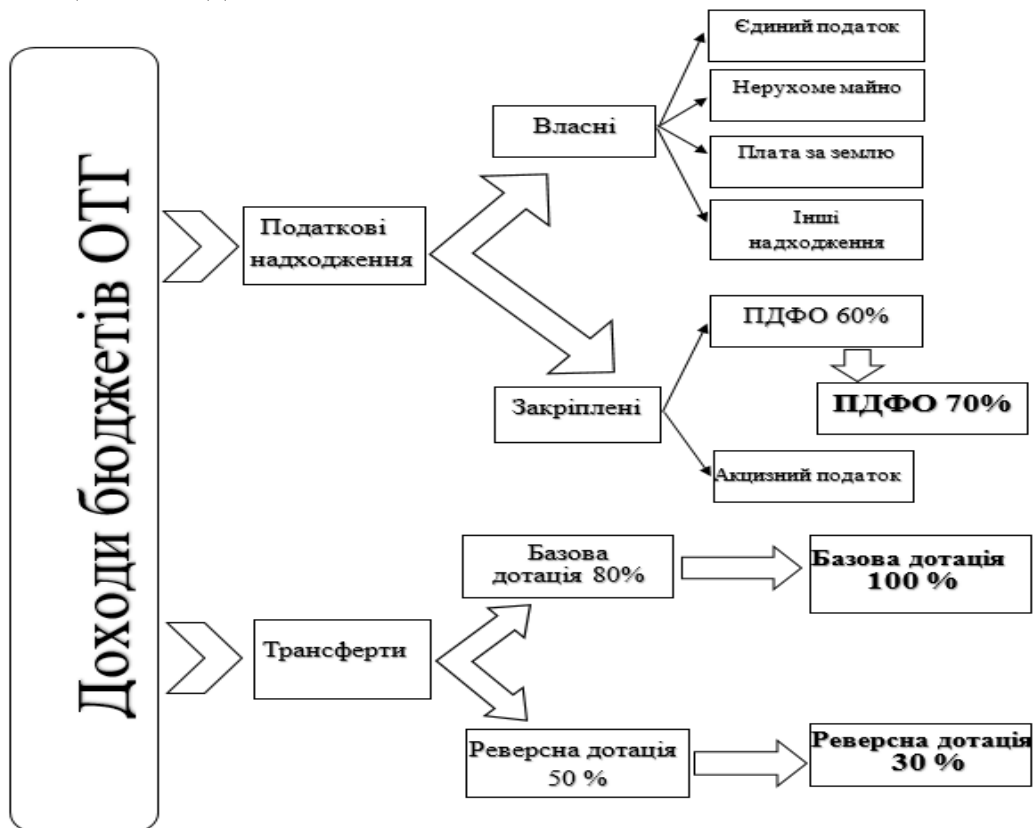 Доходи бюджетів ОТГ
Податкові
надходження
Власні
Єдиний податок
Нерухоме майно
Плата за землю
Інші
надходження
Закріплені
ПДФО 60%
ПДФО 70%
Акцизний податок
Трансферти
Базова
дотація 80%
Базова дотація
100 %
Реверсна дотація
50 %
Реверсна дотація
30 %